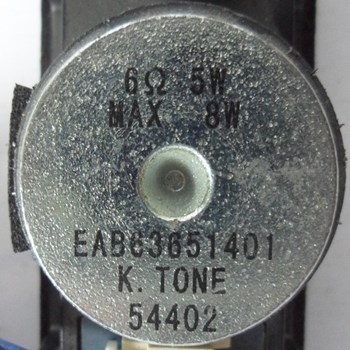 6Ω 5W
MAX 8W
EAB63651401
K. TONE
54402